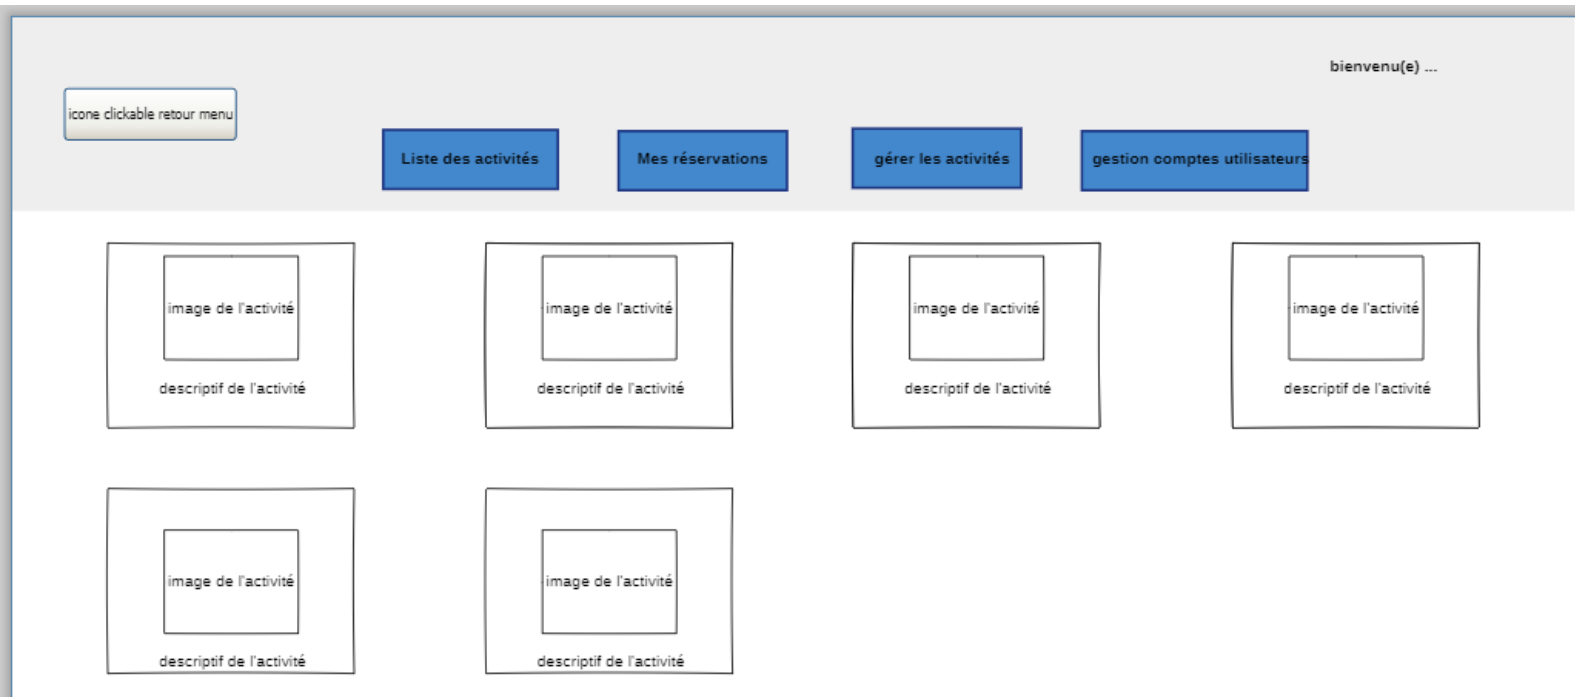 bienvenu(e) ...
icone clickable retour menu
Liste des activités
Mes réservations
gérer les activités
gestion comptes utilisateurs
image de l'activité
image de l'activité
image de l'activité
image de l'activité
descriptif de l'activité
descriptif de l'activité
descriptif de l'activité
descriptif de l'activité
image de l'activité
image de l'activité
descriptif de l'activité
descriptif de l'activité